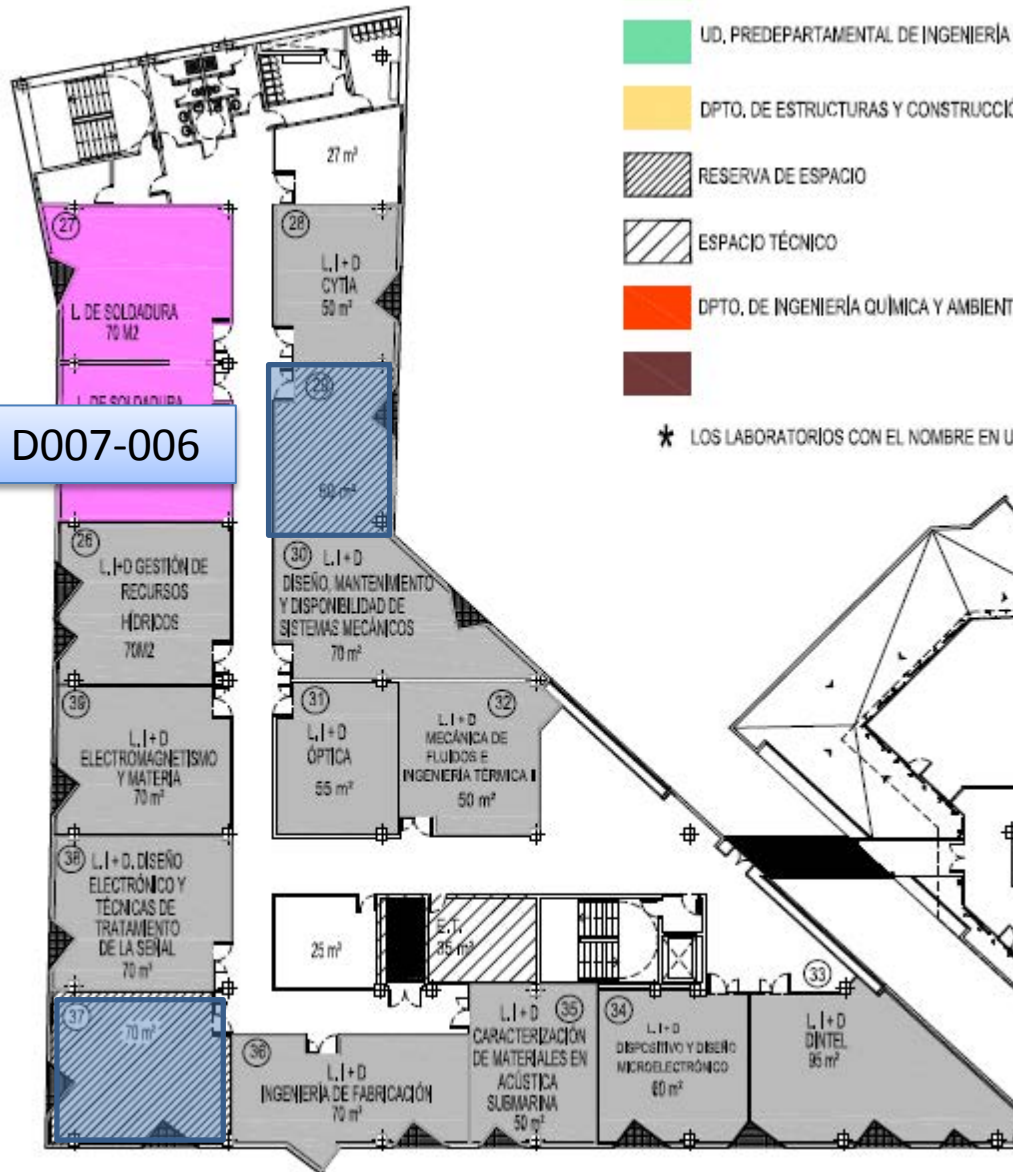 UD. PREDEPARTAMENTAL DE INGENIERÍA
DPTO. DE ESTRUCTURAS Y CONSTRUCCIÓ
RESERVA DE ESPACIO
ESPACIO TÉCNICO
DPTO. DE INGENIERÍA QUÍMICA Y AMBIENT
* LOS LABORATORIOS CON EL NOMBRE EN U
27 m²
27
L. DE SOLDADURA
70 M2
L. DE SOLDADURA
D007-006
28
L. I + D
CYTIA
50 m²
29
26
L. I+D GESTIÓN DE
RECURSOS
HÍDRICOS
70M2
30
L. I + D
DISEÑO, MANTENIMIENTO
Y DISPONIBILIDAD DE
SISTEMAS MECÁNICOS
70 m²
39
L. I + D
ELECTROMAGNETISMO
Y MATERIA
70 m²
31
L. I + D
ÓPTICA
55 m²
32
L. I + D
MECÁNICA DE
FLUIDOS E
INGENIERÍA TÉRMICA II
50 m²
38
L. I + D. DISEÑO
ELECTRÓNICO Y
TÉCNICAS DE
TRATAMIENTO
DE LA SEÑAL
70 m²
25 m²
E.T.
35 m²
37
70 m²
36
L. I + D
INGENIERÍA DE FABRICACIÓN
70 m²
35
L. I + D
CARACTERIZACIÓN
DE MATERIALES EN
ACÚSTICA
SUBMARINA
50 m²
34
L. I + D
DISPOSITIVO Y DISEÑO
MICROELECTRÓNICO
60 m²
33
L. I + D
DINTEL
95 m²